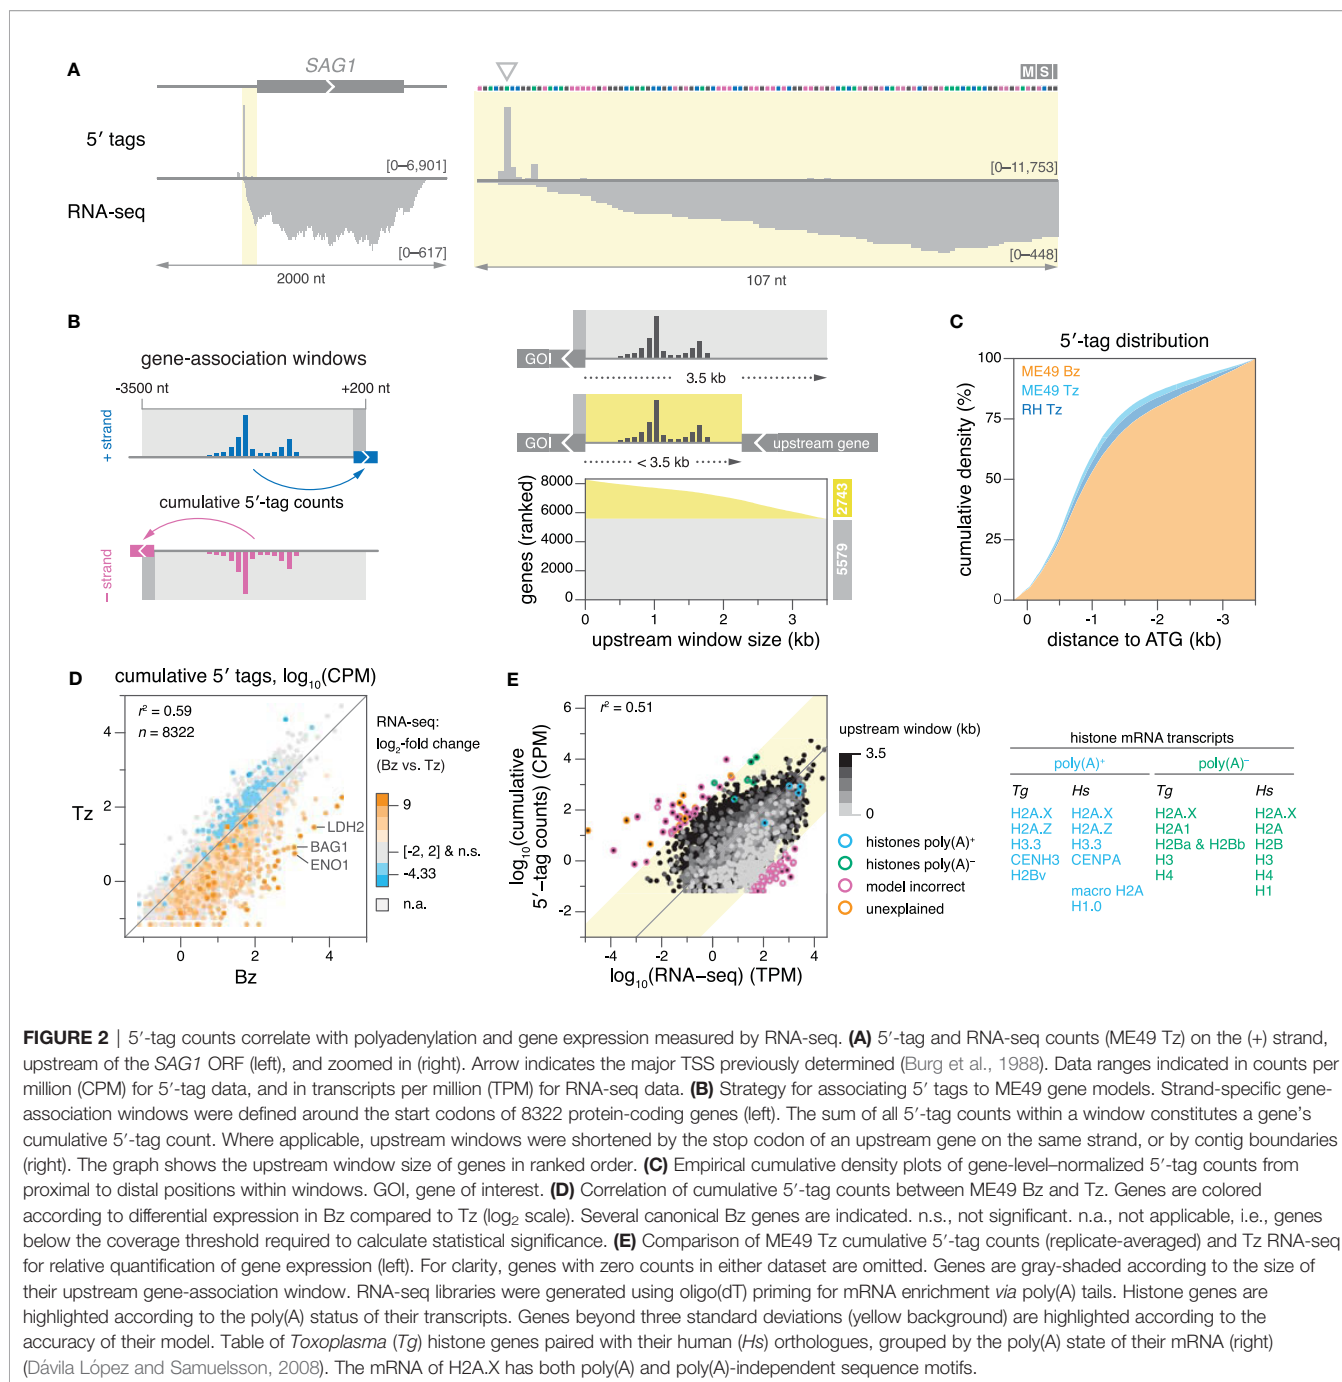 A
SAG1
M S
5′ tags
[0–6,901]
[0–11,753]
RNA-seq
[0–617]
[0–448]
2000 nt
107 nt
B
gene-association windows
-3500 nt
+200 nt
+ strand
cumulative 5′-tag counts
– strand
GOI
3.5 kb
GOI
upstream gene
< 3.5 kb
genes (ranked)
8000
6000
4000
2000
0
2743
5579
0
1
2
3
upstream window size (kb)
C
5′-tag distribution
cumulative density (%)
100
75
50
25
0
ME49 Bz
ME49 Tz
RH Tz
0
-1
-2
-3
distance to ATG (kb)
D
cumulative 5′ tags, log10(CPM)
r² = 0.59
n = 8322
Tz
4
2
0
LDH2
BAG1
ENO1
0
2
4
Bz
RNA-seq:
log2-fold change
(Bz vs. Tz)
9
[-2, 2] & n.s.
-4.33
n.a.
E
r² = 0.51
log10(cumulative
5′–tag counts) (CPM)
6
4
2
0
-2
-4
-2
0
2
4
log10(RNA–seq) (TPM)
upstream window (kb)
3.5
0
histones poly(A)⁺
histones poly(A)⁻
model incorrect
unexplained
histone mRNA transcripts
poly(A)⁺ poly(A)⁻
Tg Hs Tg Hs
H2A.X H2A.X H2A.X H2A.X
H2A.Z H2A.Z H2A1 H2A
H3.3 H3.3 H2Ba & H2Bb H2B
CENH3 CENPA H3 H3
H2Bv H4 H4
macro H2A H1
H1.0
FIGURE 2 | 5′-tag counts correlate with polyadenylation and gene expression measured by RNA-seq. (A) 5′-tag and RNA-seq counts (ME49 Tz) on the (+) strand,
upstream of the SAG1 ORF (left), and zoomed in (right). Arrow indicates the major TSS previously determined (Burg et al., 1988). Data ranges indicated in counts per
million (CPM) for 5′-tag data, and in transcripts per million (TPM) for RNA-seq data. (B) Strategy for associating 5′ tags to ME49 gene models. Strand-specific gene-
association windows were defined around the start codons of 8322 protein-coding genes (left). The sum of all 5′-tag counts within a window constitutes a gene's
cumulative 5′-tag count. Where applicable, upstream windows were shortened by the stop codon of an upstream gene on the same strand, or by contig boundaries
(right). The graph shows the upstream window size of genes in ranked order. (C) Empirical cumulative density plots of gene-level–normalized 5′-tag counts from
proximal to distal positions within windows. GOI, gene of interest. (D) Correlation of cumulative 5′-tag counts between ME49 Bz and Tz. Genes are colored
according to differential expression in Bz compared to Tz (log2 scale). Several canonical Bz genes are indicated. n.s., not significant. n.a., not applicable, i.e., genes
below the coverage threshold required to calculate statistical significance. (E) Comparison of ME49 Tz cumulative 5′-tag counts (replicate-averaged) and Tz RNA-seq
for relative quantification of gene expression (left). For clarity, genes with zero counts in either dataset are omitted. Genes are gray-shaded according to the size of
their upstream gene-association window. RNA-seq libraries were generated using oligo(dT) priming for mRNA enrichment via poly(A) tails. Histone genes are
highlighted according to the poly(A) status of their transcripts. Genes beyond three standard deviations (yellow background) are highlighted according to the
accuracy of their model. Table of Toxoplasma (Tg) histone genes paired with their human (Hs) orthologues, grouped by the poly(A) state of their mRNA (right)
(Dávila López and Samuelsson, 2008). The mRNA of H2A.X has both poly(A) and poly(A)-independent sequence motifs.